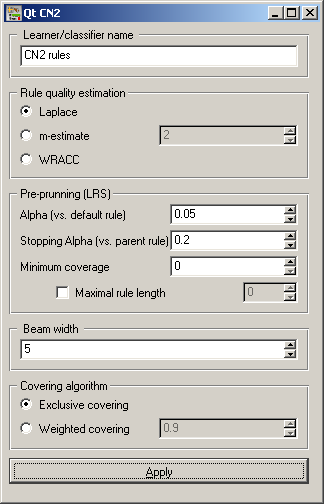 Qt CN2
Learner/classifier name
CN2 rules
Rule quality estimation
Laplace
m-estimate 2
WRACC
Pre-prunning (LRS)
Alpha (vs. default rule) 0.05
Stopping Alpha (vs. parent rule) 0.2
Minimum coverage 0
Maximal rule length 0
Beam width
5
Covering algorithm
Exclusive covering
Weighted covering 0.9
Apply